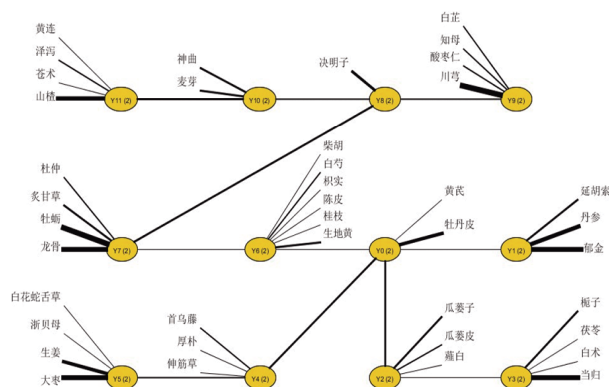 黄连
泽泻
苍术
山楂
Y11 (2)
神曲
麦芽
Y10 (2)
决明子
Y8 (2)
白芷
知母
酸枣仁
川芎
Y9 (2)
杜仲
炙甘草
牡蛎
龙骨
Y7 (2)
柴胡
白芍
枳实
陈皮
桂枝
生地黄
Y6 (2)
黄芪
牡丹皮
Y0 (2)
延胡索
丹参
郁金
Y1 (2)
白花蛇舌草
浙贝母
生姜
大枣
Y5 (2)
首乌藤
厚朴
伸筋草
Y4 (2)
瓜蒌子
瓜蒌皮
薤白
Y2 (2)
栀子
茯苓
白术
当归
Y3 (2)